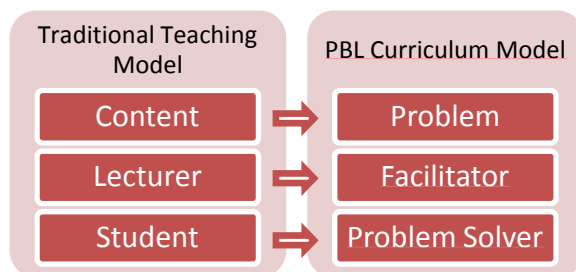 Traditional Teaching
Model
Content
Lecturer
Student
PBL Curriculum Model
Problem
Facilitator
Problem Solver